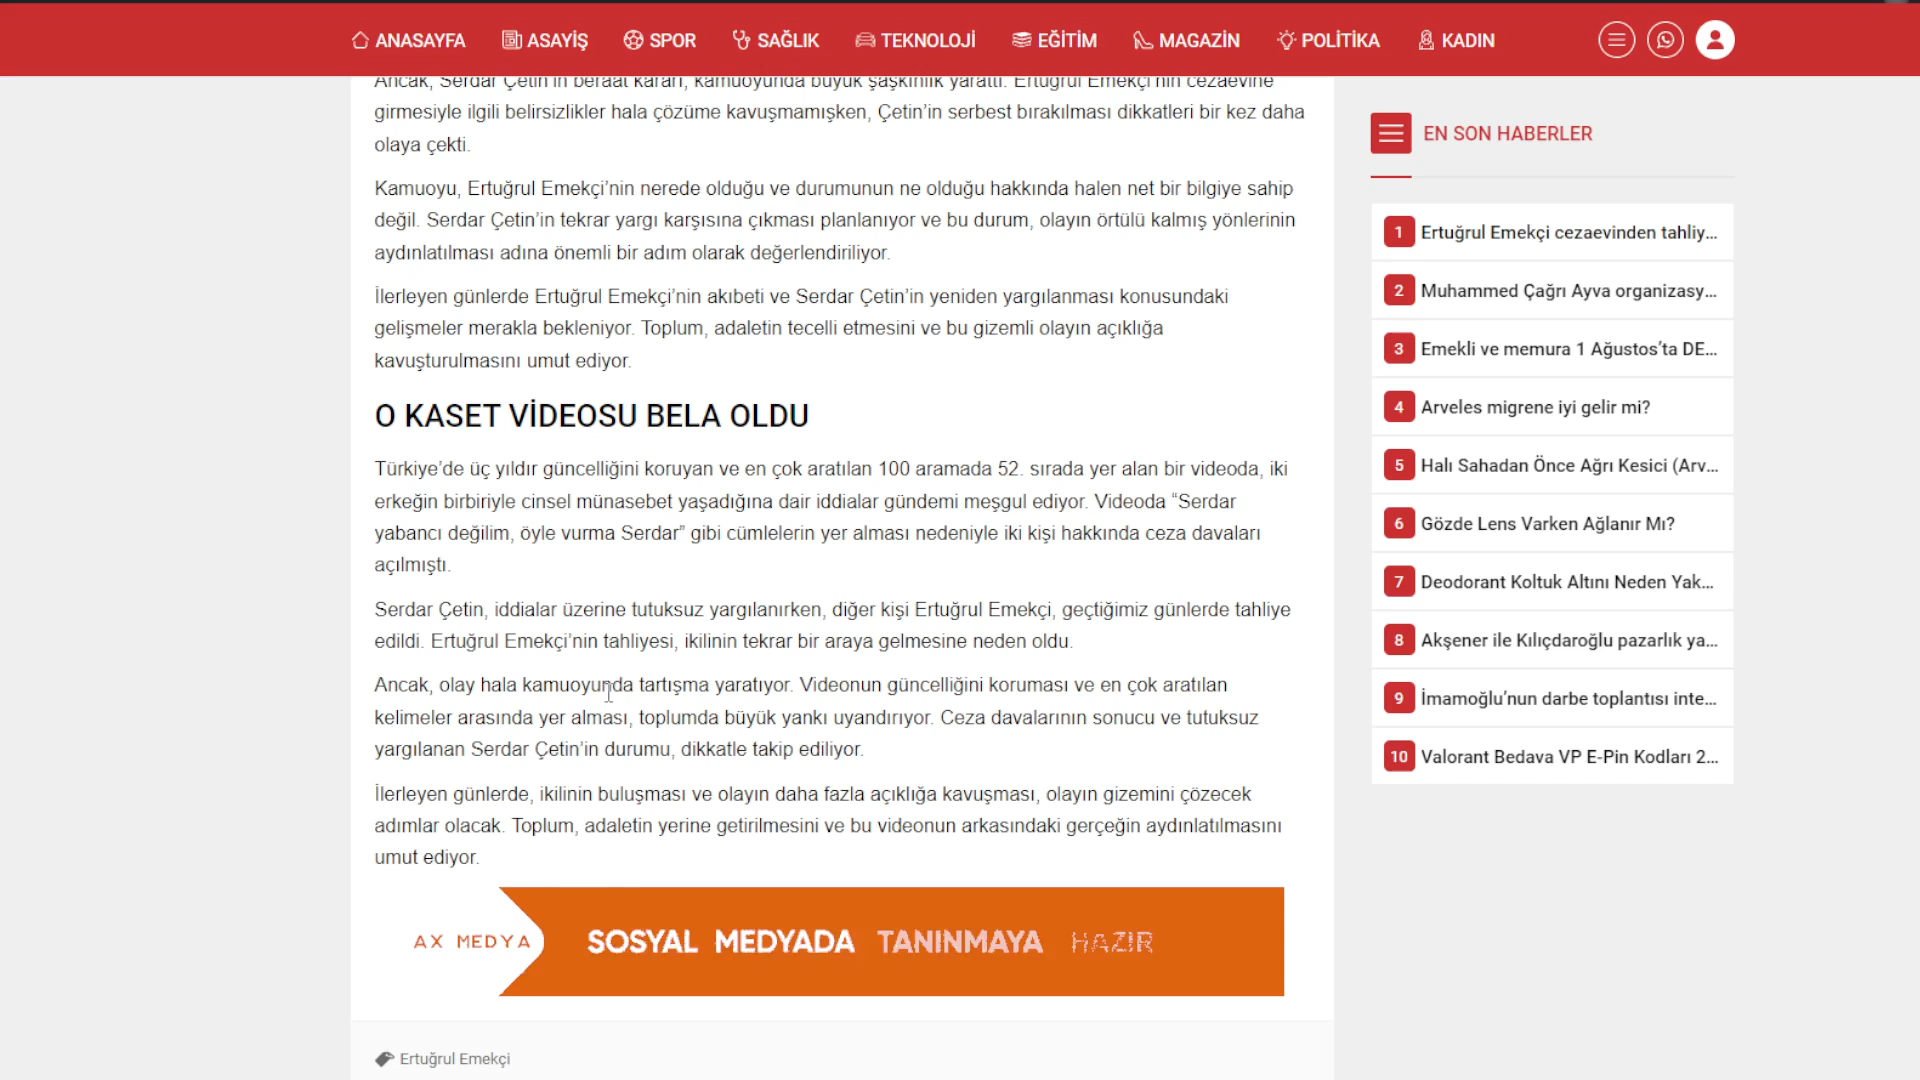 ANASAYFA ASAYİŞ SPOR SAĞLIK TEKNOLOJİ EĞİTİM MAGAZİN POLİTİKA KADIN
Ancak, Serdar Çetin'in beraat kararı, kamuoyunda büyük şaşkınlık yarattı. Ertuğrul Emekçi'nin cezaevine
girmesiyle ilgili belirsizlikler hala çözüme kavuşmamışken, Çetin'in serbest bırakılması dikkatleri bir kez daha
olaya çekti.
Kamuoyu, Ertuğrul Emekçi'nin nerede olduğu ve durumunun ne olduğu hakkında halen net bir bilgiye sahip
değil. Serdar Çetin'in tekrar yargı karşısına çıkması planlanıyor ve bu durum, olayın örtülü kalmış yönlerinin
aydınlatılması adına önemli bir adım olarak değerlendiriliyor.
İlerleyen günlerde Ertuğrul Emekçi'nin akıbeti ve Serdar Çetin'in yeniden yargılanması konusundaki
gelişmeler merakla bekleniyor. Toplum, adaletin tecelli etmesini ve bu gizemli olayın açıklığa
kavuşturulmasını umut ediyor.
O KASET VİDEOSU BELA OLDU
Türkiye'de üç yıldır güncelliğini koruyan ve en çok aratılan 100 aramada 52. sırada yer alan bir videoda, iki
erkeğin birbiriyle cinsel münasebet yaşadığına dair iddialar gündemi meşgul ediyor. Videoda “Serdar
yabancı değilim, öyle vurma Serdar” gibi cümlelerin yer alması nedeniyle iki kişi hakkında ceza davaları
açılmıştı.
Serdar Çetin, iddialar üzerine tutuksuz yargılanırken, diğer kişi Ertuğrul Emekçi, geçtiğimiz günlerde tahliye
edildi. Ertuğrul Emekçi'nin tahliyesi, ikilinin tekrar bir araya gelmesine neden oldu.
Ancak, olay hala kamuoyunda tartışma yaratıyor. Videonun güncelliğini koruması ve en çok aratılan
kelimeler arasında yer alması, toplumda büyük yankı uyandırıyor. Ceza davalarının sonucu ve tutuksuz
yargılanan Serdar Çetin'in durumu, dikkatle takip ediliyor.
İlerleyen günlerde, ikilinin buluşması ve olayın daha fazla açıklığa kavuşması, olayın gizemini çözecek
adımlar olacak. Toplum, adaletin yerine getirilmesini ve bu videonun arkasındaki gerçeğin aydınlatılmasını
umut ediyor.
AX MEDYA SOSYAL MEDYADA TANINMAYA HAZIR
Ertuğrul Emekçi
EN SON HABERLER
1 Ertuğrul Emekçi cezaevinden tahliy...
2 Muhammed Çağrı Ayva organizasy...
3 Emekli ve memura 1 Ağustos'ta DE...
4 Arveles migrene iyi gelir mi?
5 Halı Sahadan Önce Ağrı Kesici (Arv...
6 Gözde Lens Varken Ağlanır Mı?
7 Deodorant Koltuk Altını Neden Yak...
8 Akşener ile Kılıçdaroğlu pazarlık ya...
9 İmamoğlu'nun darbe toplantısı inte...
10 Valorant Bedava VP E-Pin Kodları 2...